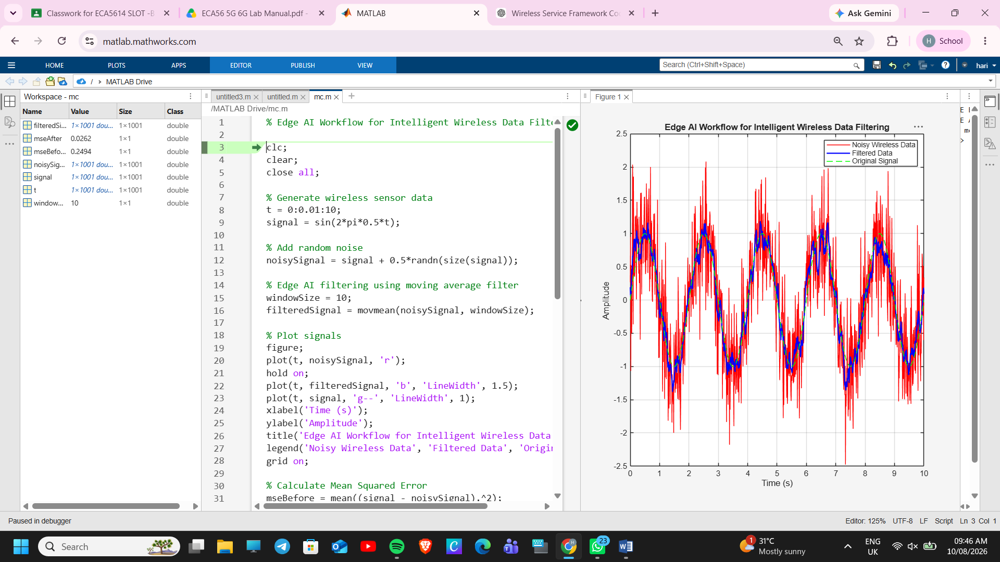 Classwork for ECA5614 SLOT -B
ECA56 5G 6G Lab Manual.pdf -
MATLAB
Wireless Service Framework Co
Ask Gemini
matlab.mathworks.com
H School
HOME
PLOTS
APPS
EDITOR
PUBLISH
VIEW
Search (Ctrl+Shift+Space)
hari
/ › MATLAB Drive
Workspace - mc
Name Value Size Class
filteredSi... 1×1001 dou... 1×1001 double
mseAfter 0.0262 1×1 double
mseBefo... 0.2494 1×1 double
noisySig... 1×1001 dou... 1×1001 double
signal 1×1001 dou... 1×1001 double
t 1×1001 dou... 1×1001 double
window... 10 1×1 double
untitled3.m
untitled.m
mc.m
/MATLAB Drive/mc.m
1 % Edge AI Workflow for Intelligent Wireless Data Filte
2
3 clc;
4 clear;
5 close all;
6
7 % Generate wireless sensor data
8 t = 0:0.01:10;
9 signal = sin(2*pi*0.5*t);
10
11 % Add random noise
12 noisySignal = signal + 0.5*randn(size(signal));
13
14 % Edge AI filtering using moving average filter
15 windowSize = 10;
16 filteredSignal = movmean(noisySignal, windowSize);
17
18 % Plot signals
19 figure;
20 plot(t, noisySignal, 'r');
21 hold on;
22 plot(t, filteredSignal, 'b', 'LineWidth', 1.5);
23 plot(t, signal, 'g--', 'LineWidth', 1);
24 xlabel('Time (s)');
25 ylabel('Amplitude');
26 title('Edge AI Workflow for Intelligent Wireless Data
27 legend('Noisy Wireless Data', 'Filtered Data', 'Origin
28 grid on;
29
30 % Calculate Mean Squared Error
31 mseBefore = mean((signal - noisySignal).^2);
Figure 1
Edge AI Workflow for Intelligent Wireless Data Filtering
Noisy Wireless Data
Filtered Data
Original Signal
2.5
2
1.5
1
0.5
0
-0.5
-1
-1.5
-2
-2.5
Amplitude
0 1 2 3 4 5 6 7 8 9 10
Time (s)
E
E
m
>
Paused in debugger
Editor: 125% UTF-8 LF Script Ln 3 Col 1
Search
23
1
31°C
Mostly sunny
ENG
UK
09:46 AM
10/08/2026